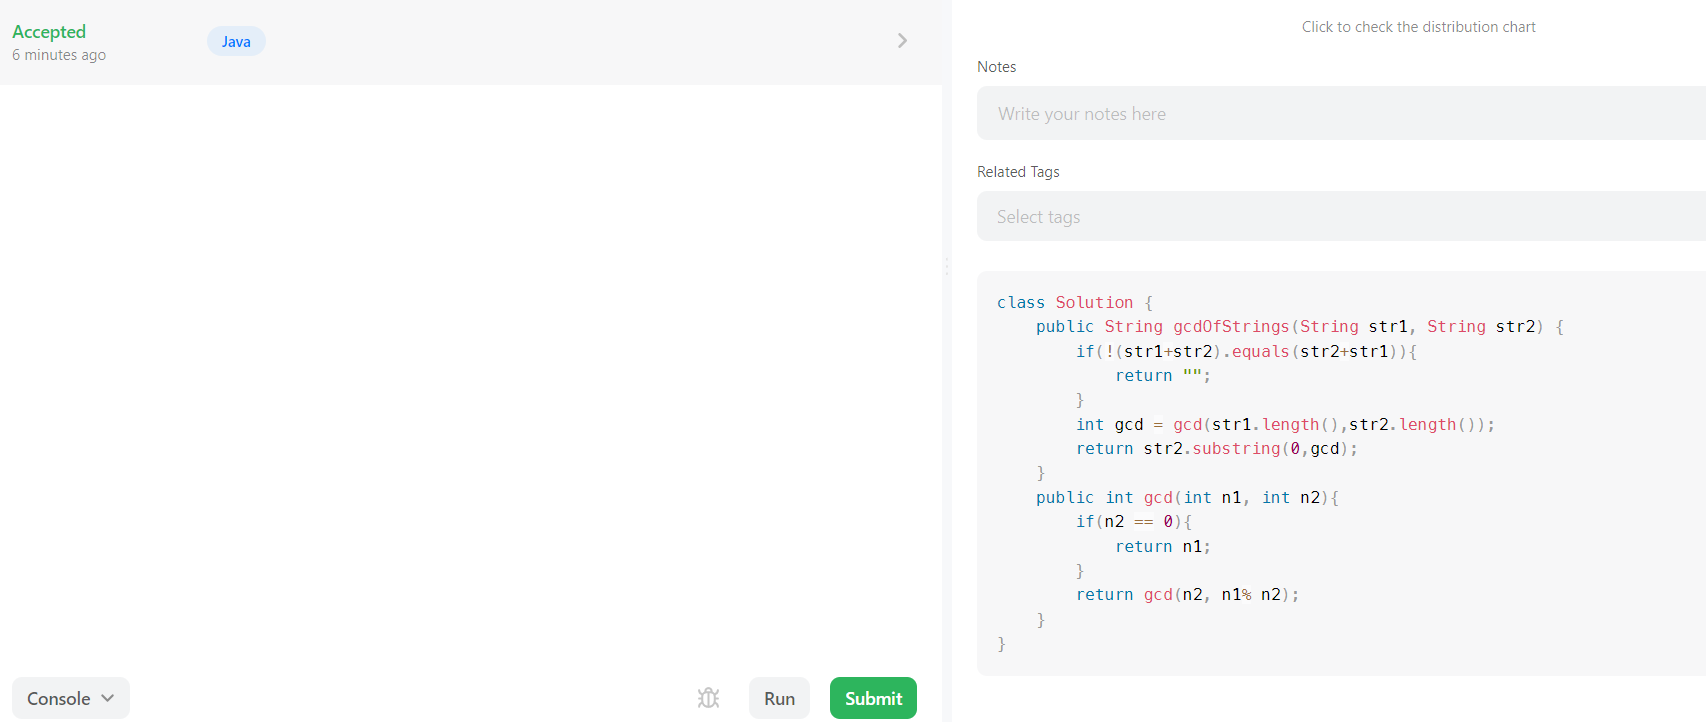 Accepted
6 minutes ago
Java
Click to check the distribution chart
Notes
Write your notes here
Related Tags
Select tags
class Solution {
    public String gcdOfStrings(String str1, String str2) {
        if(!(str1+str2).equals(str2+str1)){
            return "";
        }
        int gcd = gcd(str1.length(),str2.length());
        return str2.substring(0,gcd);
    }
    public int gcd(int n1, int n2){
        if(n2 == 0){
            return n1;
        }
        return gcd(n2, n1% n2);
    }
}
Console
Run
Submit